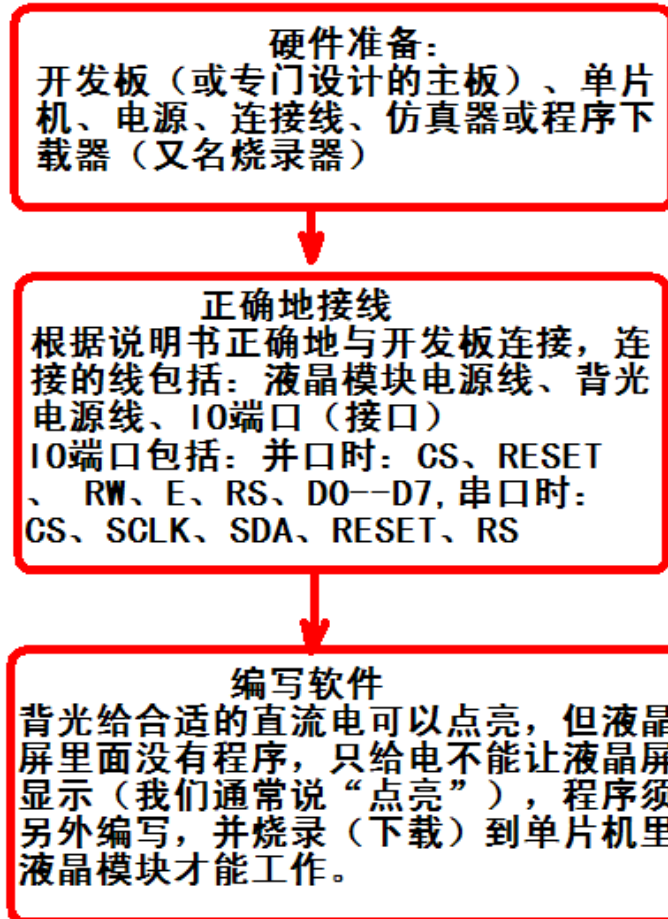 硬件准备:
开发板（或专门设计的主板）、单片
机、电源、连接线、仿真器或程序下
载器（又名烧录器）
正确地接线
根据说明书正确地与开发板连接, 连
接的线包括: 液晶模块电源线、背光
电源线、IO端口（接口）
IO端口包括: 并口时: CS、RESET
、 RW、E、RS、D0--D7, 串口时:
CS、SCLK、SDA、RESET、RS
编写软件
背光给合适的直流电可以点亮, 但液晶
屏里面没有程序, 只给电不能让液晶屏
显示（我们通常说“点亮”）, 程序须
另外编写, 并烧录（下载）到单片机里
液晶模块才能工作。